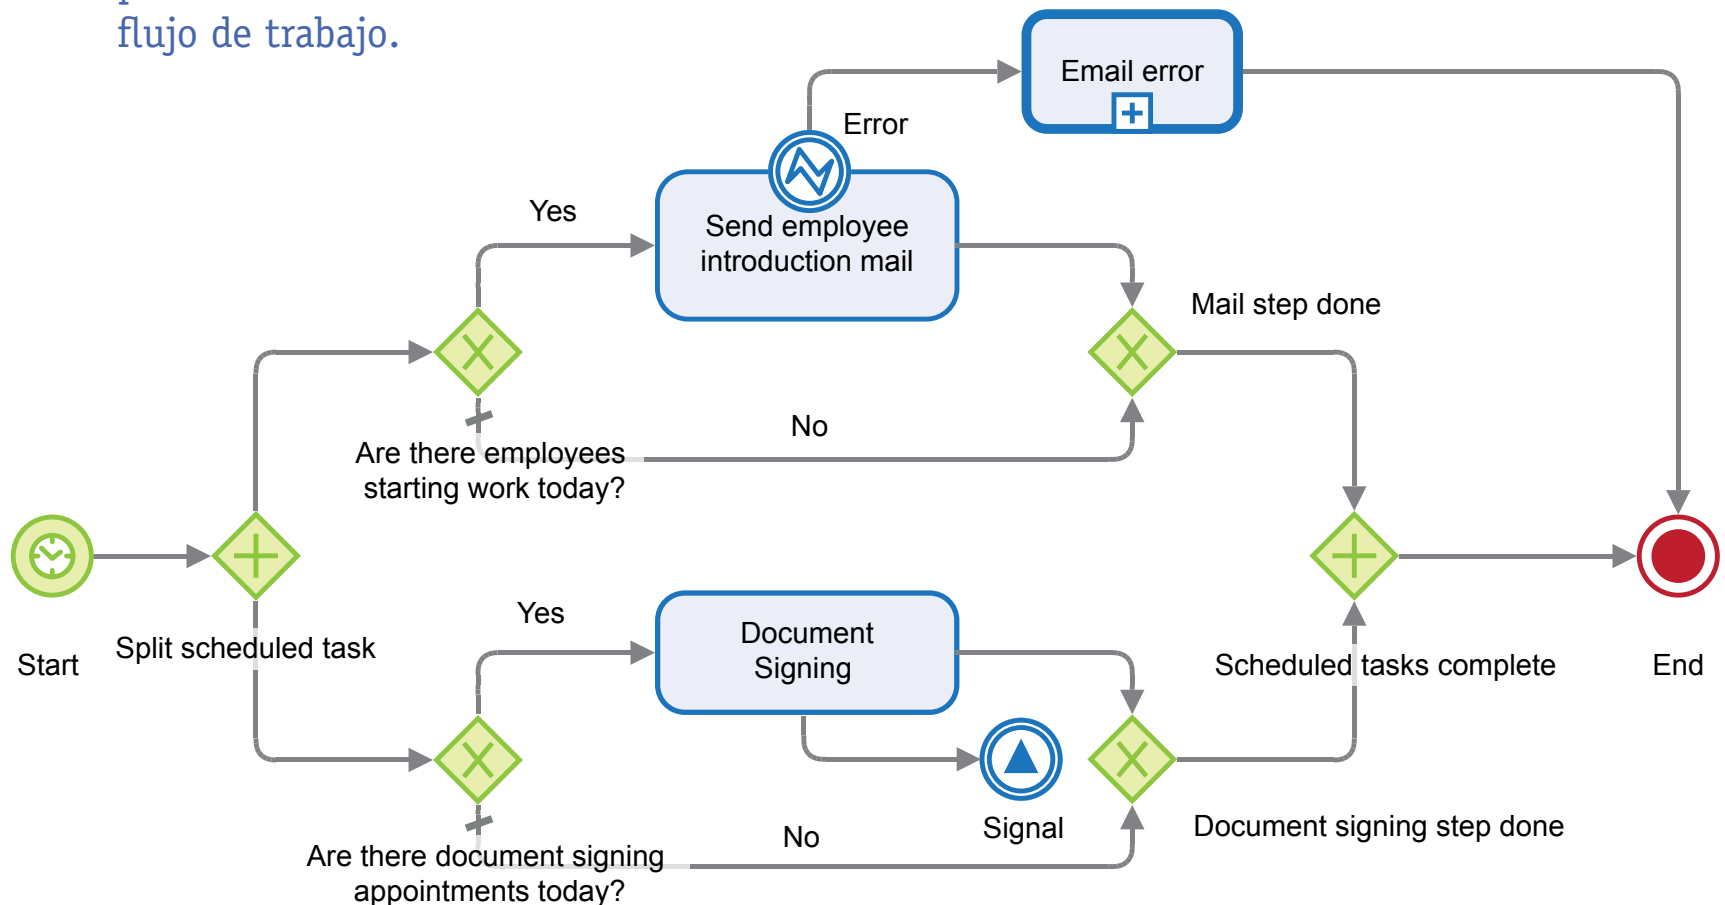 flujo de trabajo.
Email error
Error
Yes
Send employee
introduction mail
Mail step done
No
Are there employees
starting work today?
Start
Split scheduled task
Yes
Document
Signing
Scheduled tasks complete
End
Signal
No
Document signing step done
Are there document signing
appointments today?